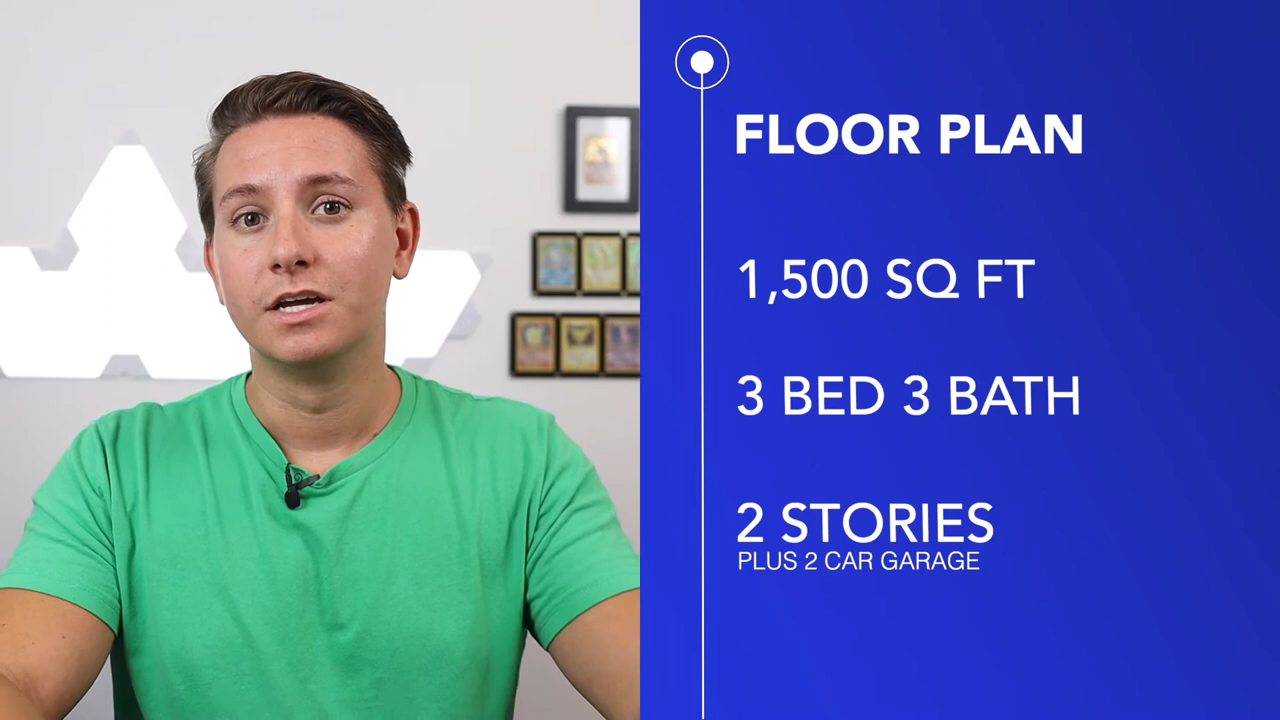 FLOOR PLAN
1,500 SQ FT
3 BED 3 BATH
2 STORIES
PLUS 2 CAR GARAGE